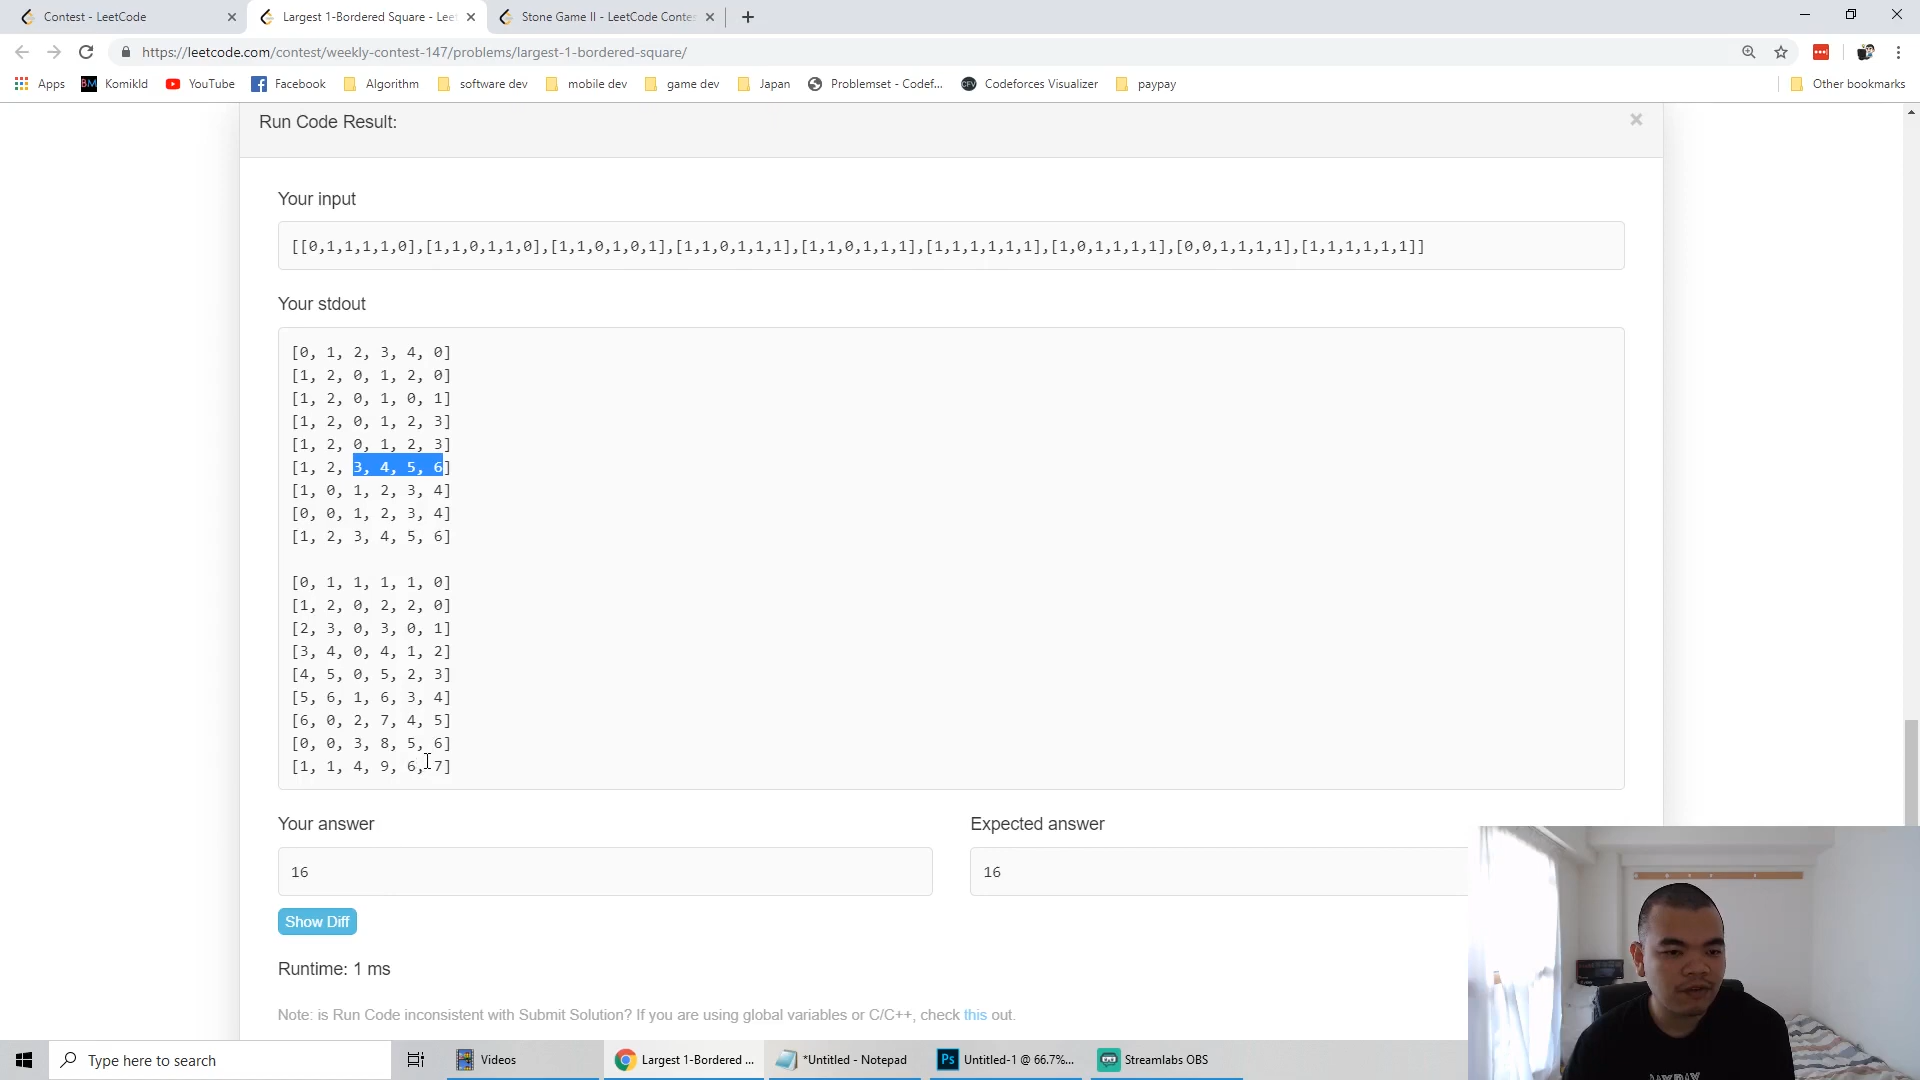 Contest - LeetCode
Largest 1-Bordered Square - Leet
Stone Game II - LeetCode Contes
https://leetcode.com/contest/weekly-contest-147/problems/largest-1-bordered-square/
Apps
BM KomikId
YouTube
Facebook
Algorithm
software dev
mobile dev
game dev
Japan
Problemset - Codef...
CFV Codeforces Visualizer
paypay
Other bookmarks
Run Code Result:
Your input
[[0,1,1,1,1,0],[1,1,0,1,1,0],[1,1,0,1,0,1],[1,1,0,1,1,1],[1,1,0,1,1,1],[1,1,1,1,1,1],[1,0,1,1,1,1],[0,0,1,1,1,1],[1,1,1,1,1,1]]
Your stdout
[0, 1, 2, 3, 4, 0]
[1, 2, 0, 1, 2, 0]
[1, 2, 0, 1, 0, 1]
[1, 2, 0, 1, 2, 3]
[1, 2, 0, 1, 2, 3]
[1, 2, 3, 4, 5, 6]
[1, 0, 1, 2, 3, 4]
[0, 0, 1, 2, 3, 4]
[1, 2, 3, 4, 5, 6]
[0, 1, 1, 1, 1, 0]
[1, 2, 0, 2, 2, 0]
[2, 3, 0, 3, 0, 1]
[3, 4, 0, 4, 1, 2]
[4, 5, 0, 5, 2, 3]
[5, 6, 1, 6, 3, 4]
[6, 0, 2, 7, 4, 5]
[0, 0, 3, 8, 5, 6]
[1, 1, 4, 9, 6, 7]
Your answer
Expected answer
16
16
Show Diff
Runtime: 1 ms
Note: is Run Code inconsistent with Submit Solution? If you are using global variables or C/C++, check this out.
Type here to search
Videos
Largest 1-Bordered ...
*Untitled - Notepad
Ps Untitled-1 @ 66.7%...
Streamlabs OBS